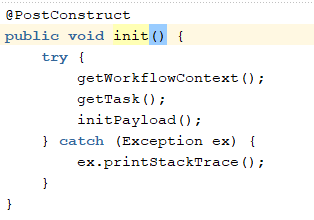 @PostConstruct
public void init() {
    try {
        getWorkflowContext();
        getTask();
        initPayload();
    } catch (Exception ex) {
        ex.printStackTrace();
    }
}